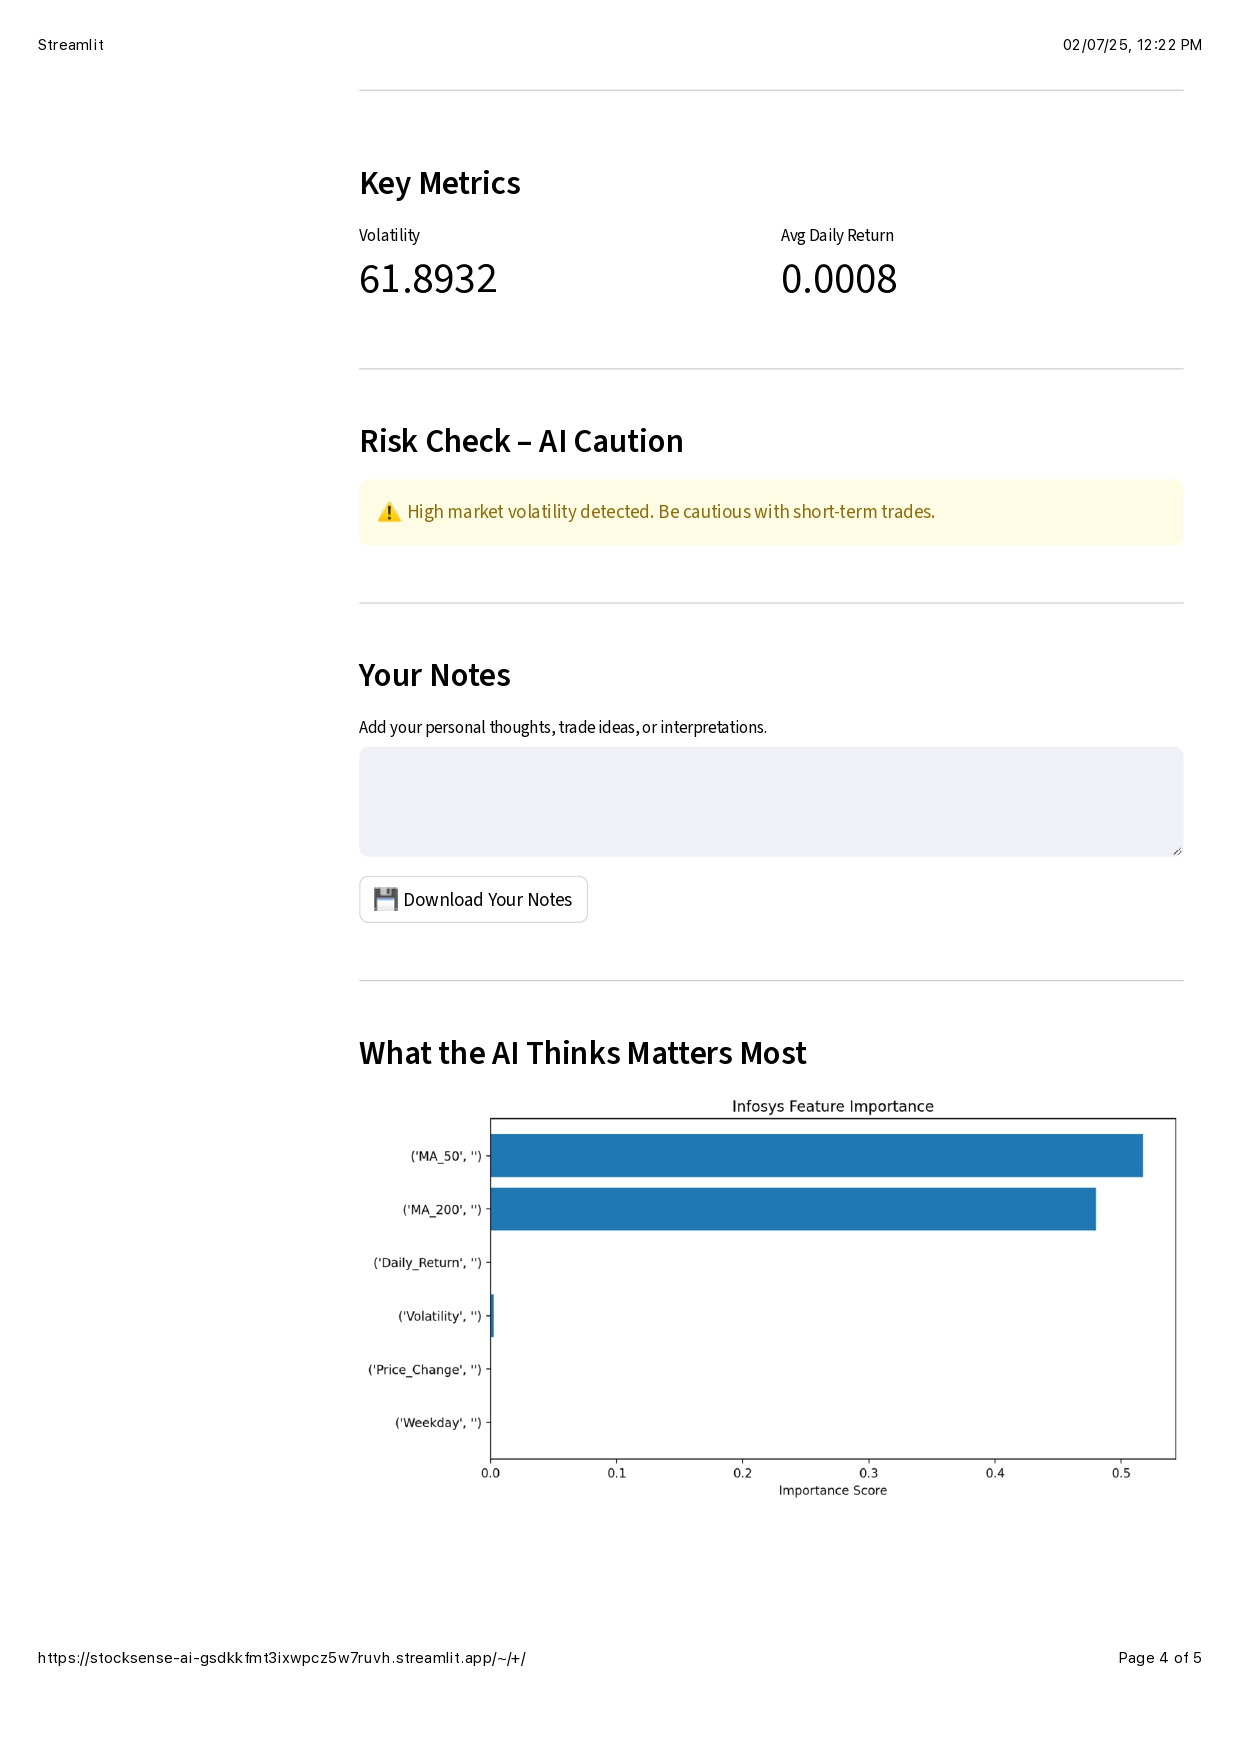 Streamlit
02/07/25, 12:22 PM
Key Metrics
Volatility
61.8932
Avg Daily Return
0.0008
Risk Check – AI Caution
⚠️ High market volatility detected. Be cautious with short-term trades.
Your Notes
Add your personal thoughts, trade ideas, or interpretations.
💾 Download Your Notes
What the AI Thinks Matters Most
Infosys Feature Importance
('MA_50', '')
('MA_200', '')
('Daily_Return', '')
('Volatility', '')
('Price_Change', '')
('Weekday', '')
0.0 0.1 0.2 0.3 0.4 0.5
Importance Score
https://stocksense-ai-gsdkkfmt3ixwpcz5w7ruvh.streamlit.app/~/+/
Page 4 of 5